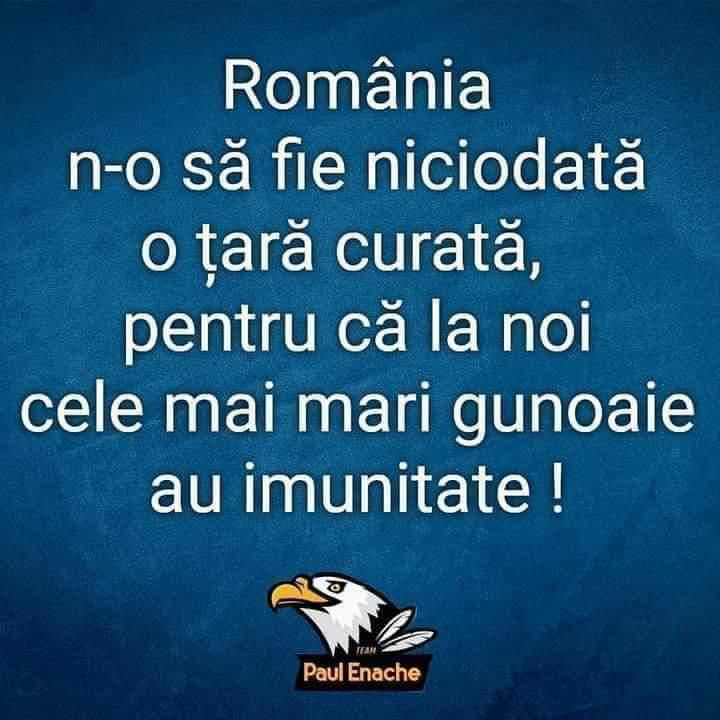 România
n-o să fie niciodată
o țară curată,
pentru că la noi
cele mai mari gunoaie
au imunitate !
TEAM
Paul Enache